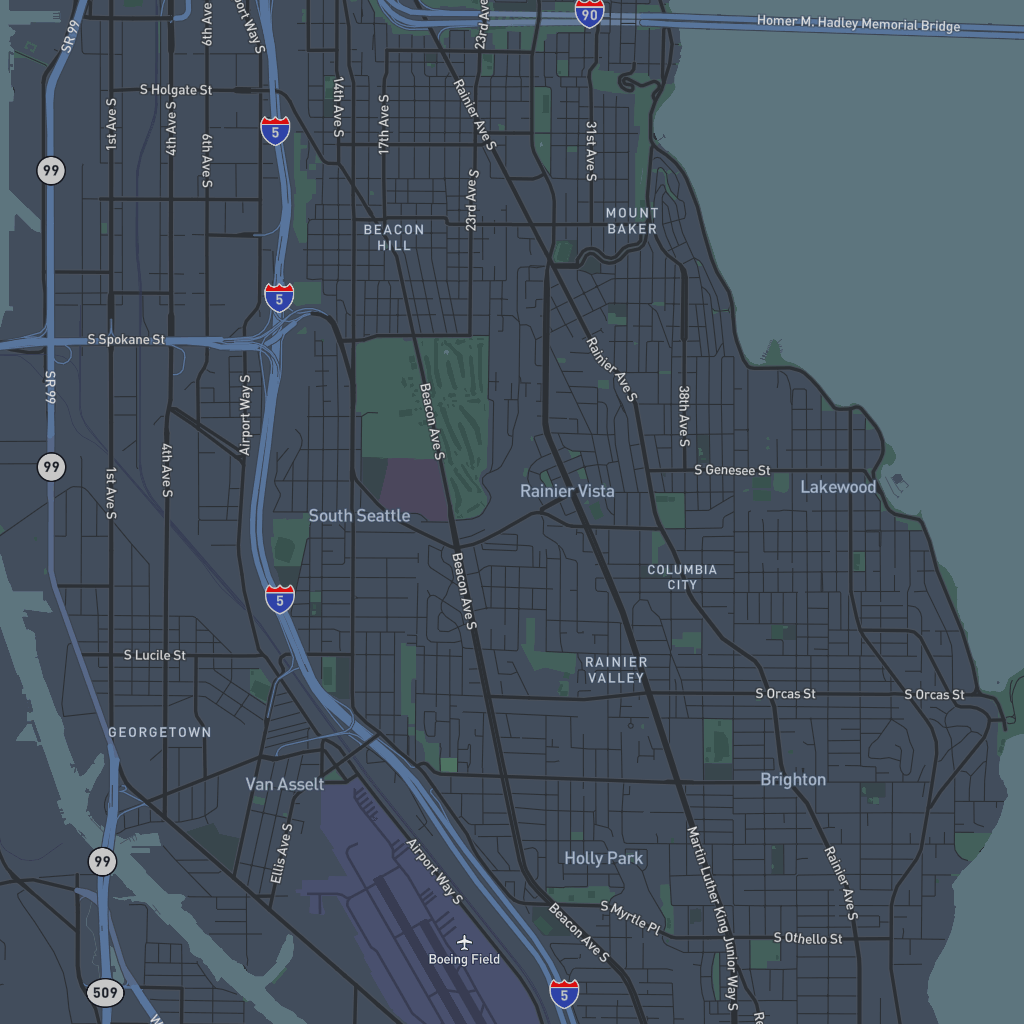 SR 99
6th Ave S
port Way S
23rd Ave S
90
Homer M. Hadley Memorial Bridge
S Holgate St
1st Ave S
4th Ave S
6th Ave S
5
14th Ave S
17th Ave S
Rainier Ave S
31st Ave S
99
23rd Ave S
BEACON
HILL
MOUNT
BAKER
5
S Spokane St
SR 99
Airport Way S
Beacon Ave S
Rainier Ave S
38th Ave S
99
1st Ave S
4th Ave S
S Genesee St
Lakewood
Rainier Vista
South Seattle
COLUMBIA
CITY
5
Beacon Ave S
S Lucile St
RAINIER
VALLEY
S Orcas St
S Orcas St
GEORGETOWN
Van Asselt
Brighton
99
Ellis Ave S
Airport Way S
Holly Park
Martin Luther King Junior Way S
Rainier Ave S
S Myrtle Pl
Beacon Ave S
S Othello St
Boeing Field
509
5
W
Re